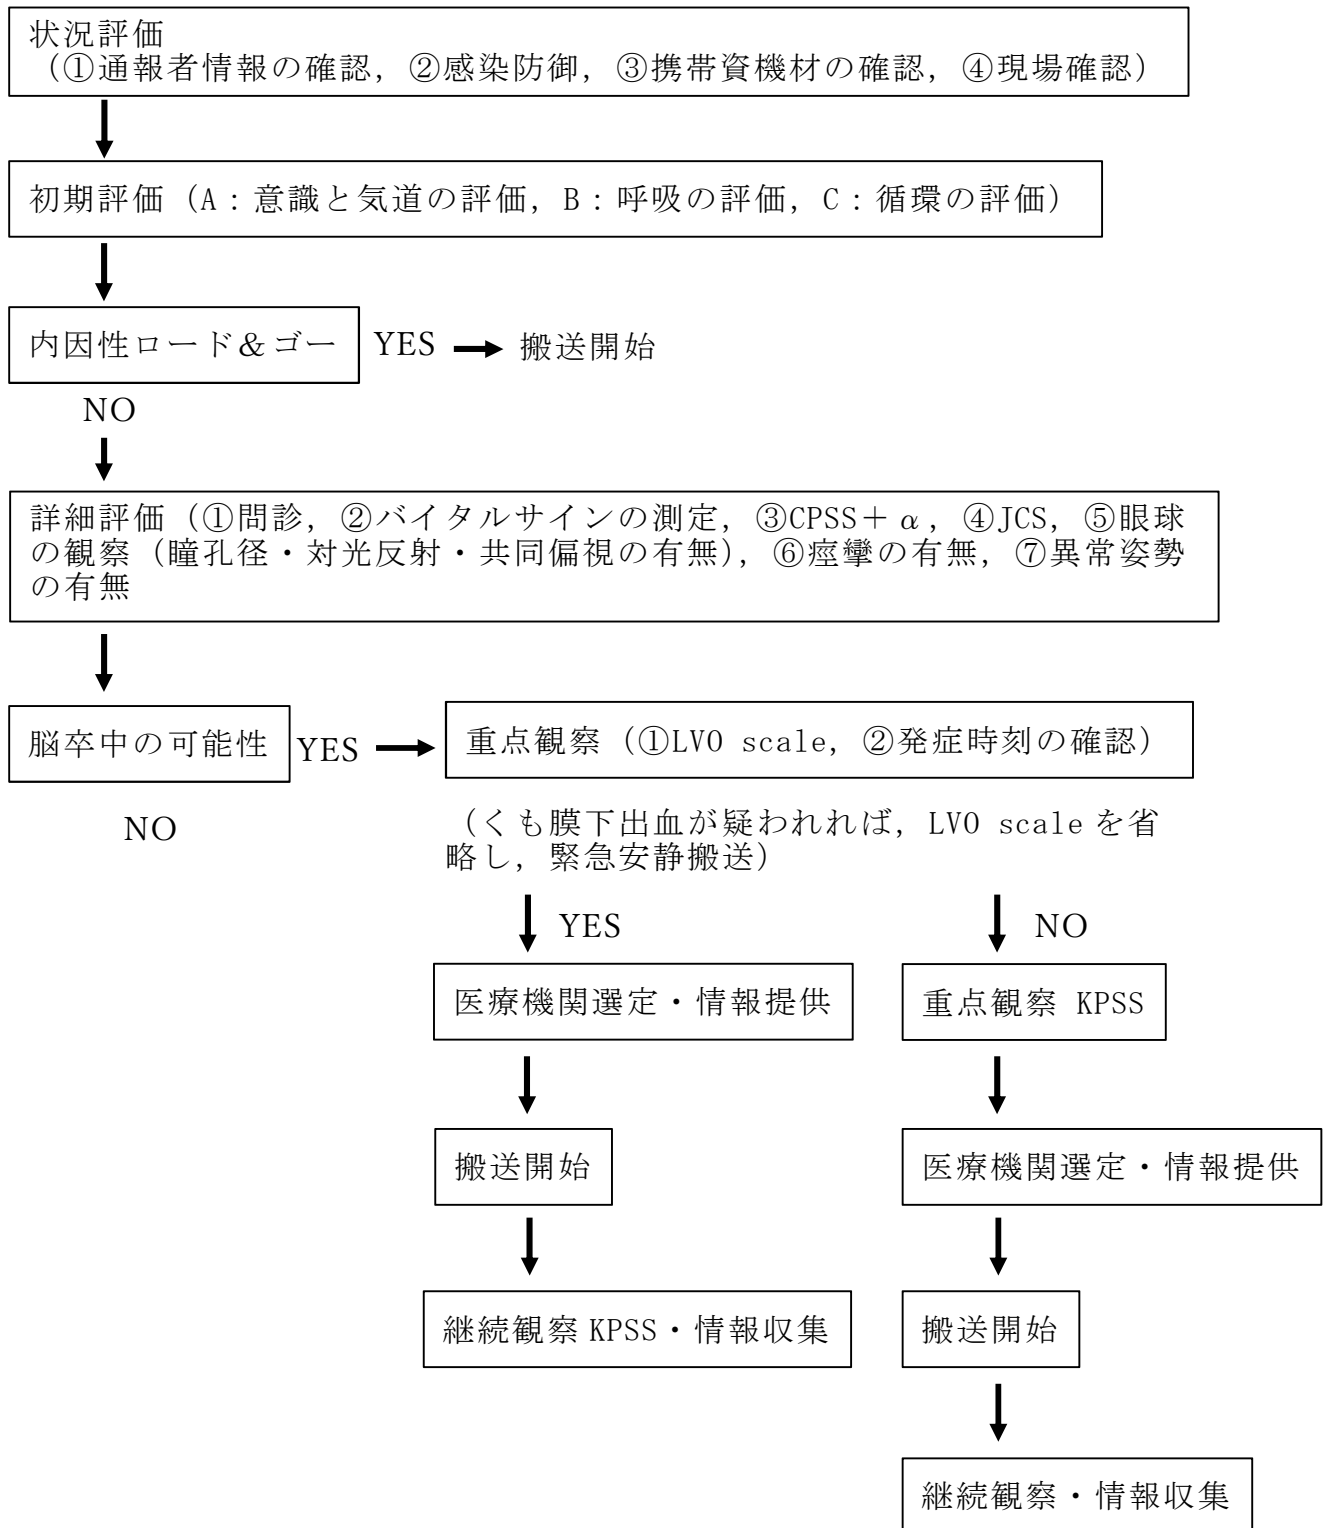 状況評価
（①通報者情報の確認，②感染防御，③携帯資機材の確認，④現場確認）
初期評価（A：意識と気道の評価，B：呼吸の評価，C：循環の評価）
内因性ロード＆ゴー
YES
搬送開始
NO
詳細評価（①問診，②バイタルサインの測定，③CPSS＋α，④JCS，⑤眼球
の観察（瞳孔径・対光反射・共同偏視の有無），⑥痙攣の有無，⑦異常姿勢
の有無
脳卒中の可能性
YES
重点観察（①LVO scale，②発症時刻の確認）
NO
（くも膜下出血が疑われれば，LVO scale を省
略し，緊急安静搬送）
YES
NO
医療機関選定・情報提供
重点観察 KPSS
搬送開始
医療機関選定・情報提供
継続観察 KPSS・情報収集
搬送開始
継続観察・情報収集